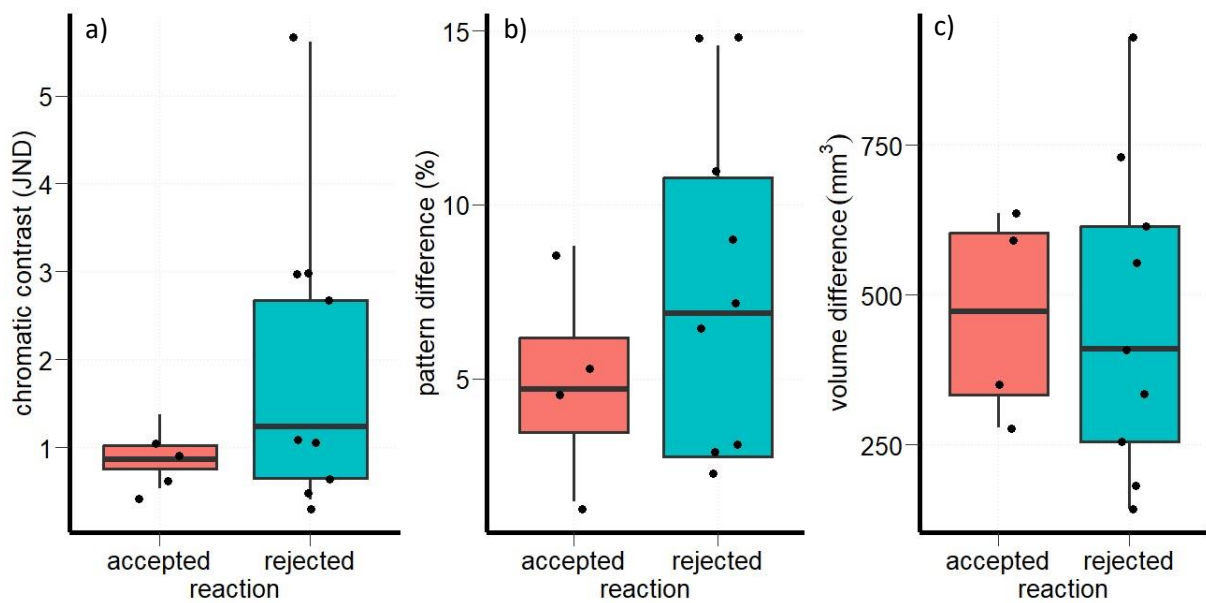 a)
chromatic contrast (JND)
5
4
3
2
1
accepted rejected
reaction
b)
pattern difference (%)
15
10
5
accepted rejected
reaction
c)
volume difference (mm³)
750
500
250
accepted rejected
reaction